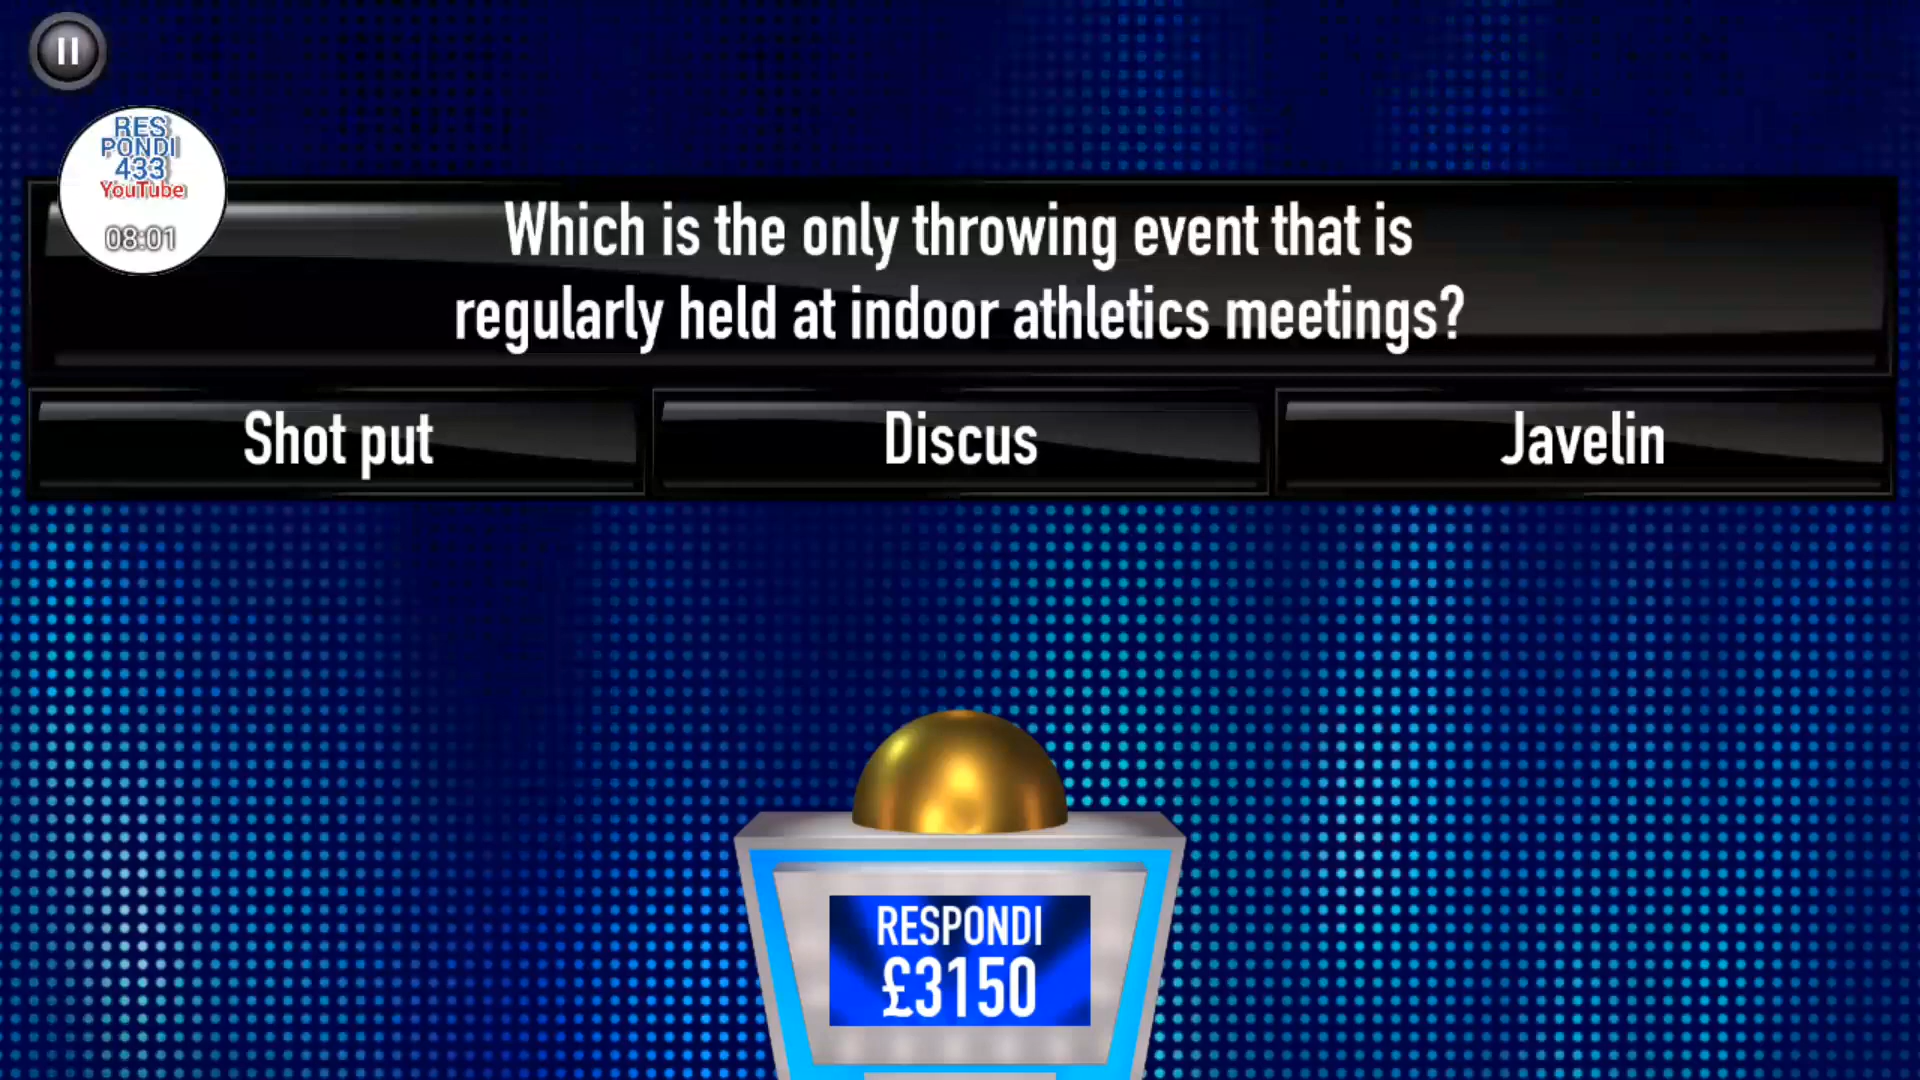 RES
PONDI
433
YouTube
08:01
Which is the only throwing event that is
regularly held at indoor athletics meetings?
Shot put
Discus
Javelin
RESPONDI
£3150